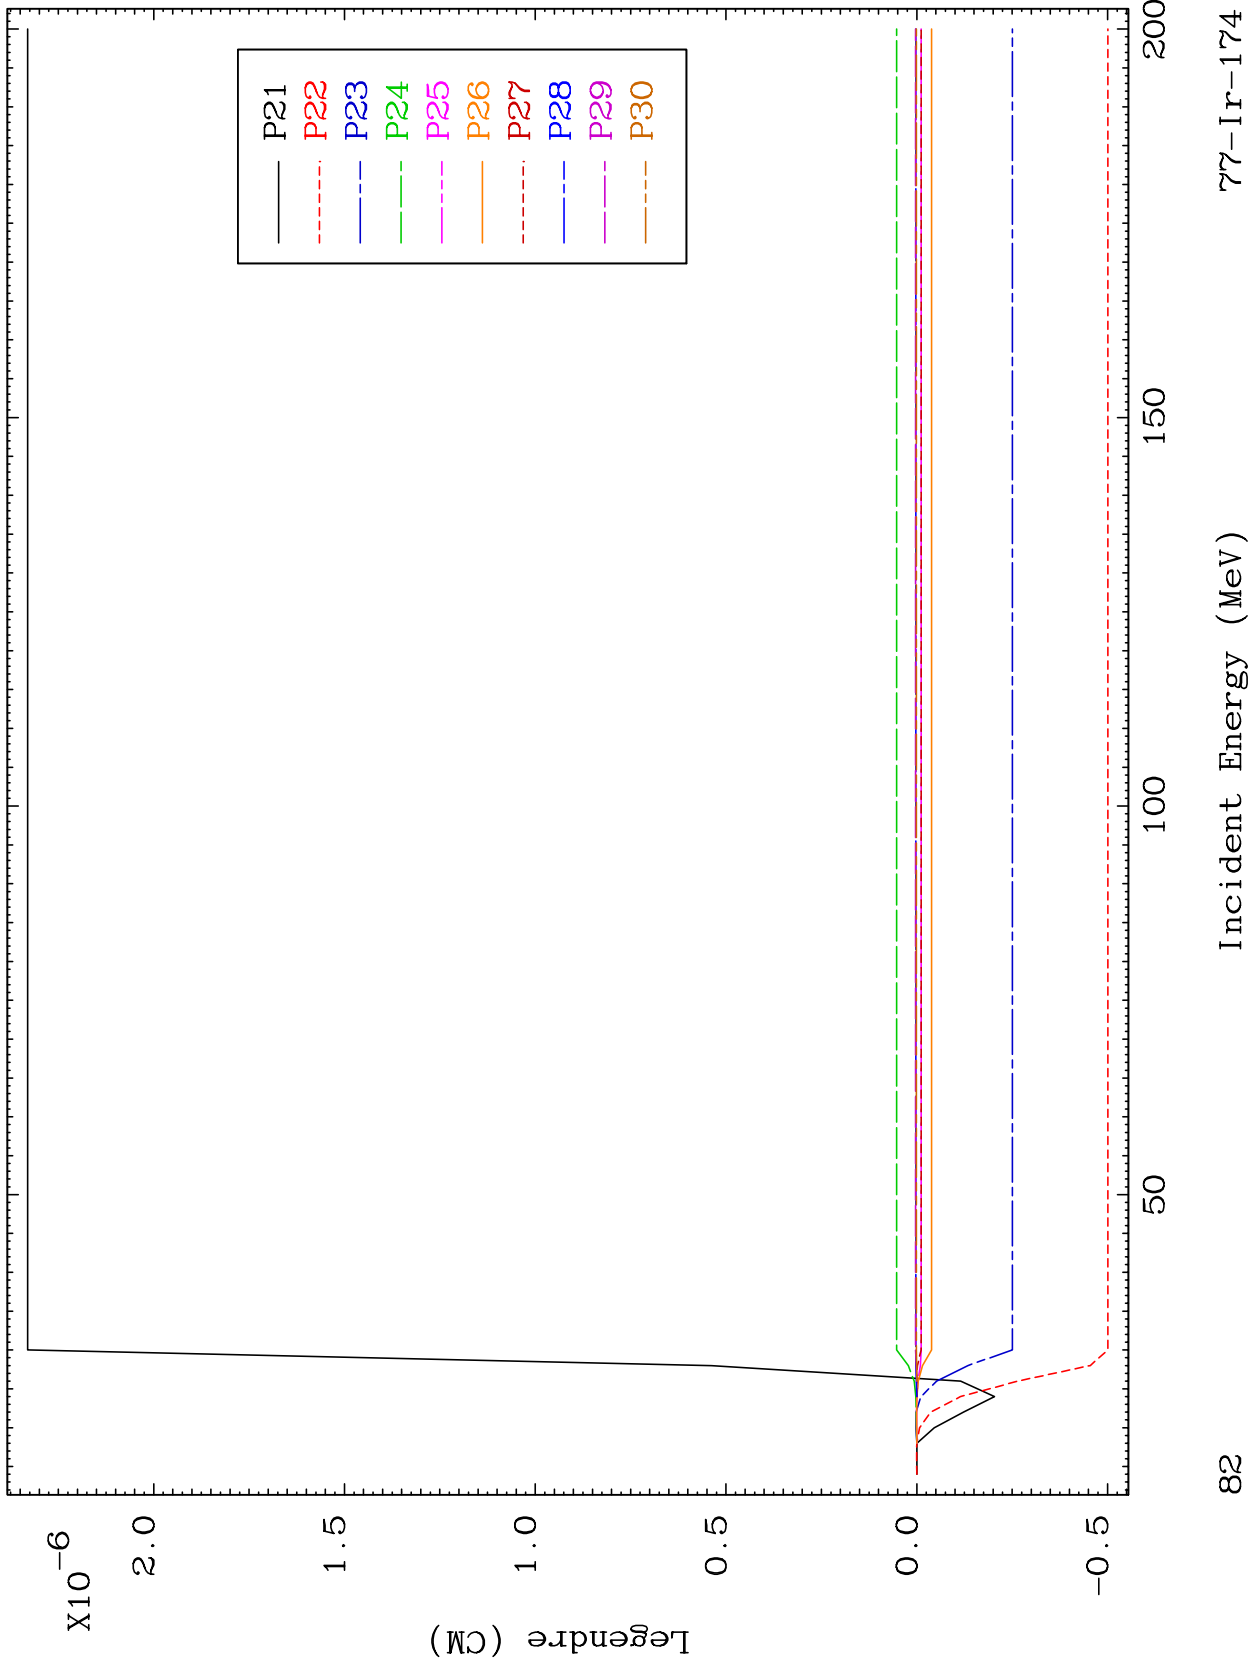 X10-6
2.0
1.5
1.0
0.5
0.0
-0.5
Legendre (CM)
P21
P22
P23
P24
P25
P26
P27
P28
P29
P30
50
100
150
200
82
Incident Energy (MeV)
77-Ir-174